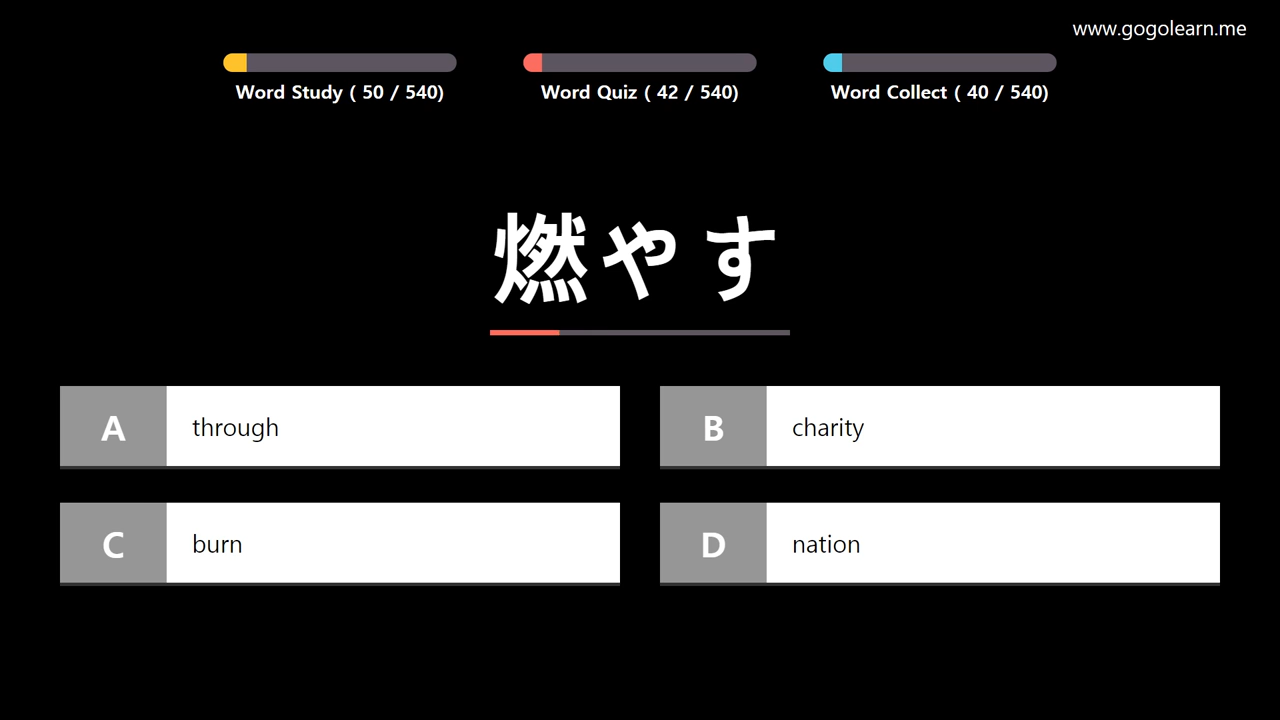 www.gogolearn.me
Word Study ( 50 / 540)
Word Quiz ( 42 / 540)
Word Collect ( 40 / 540)
燃やす
A through
B charity
C burn
D nation